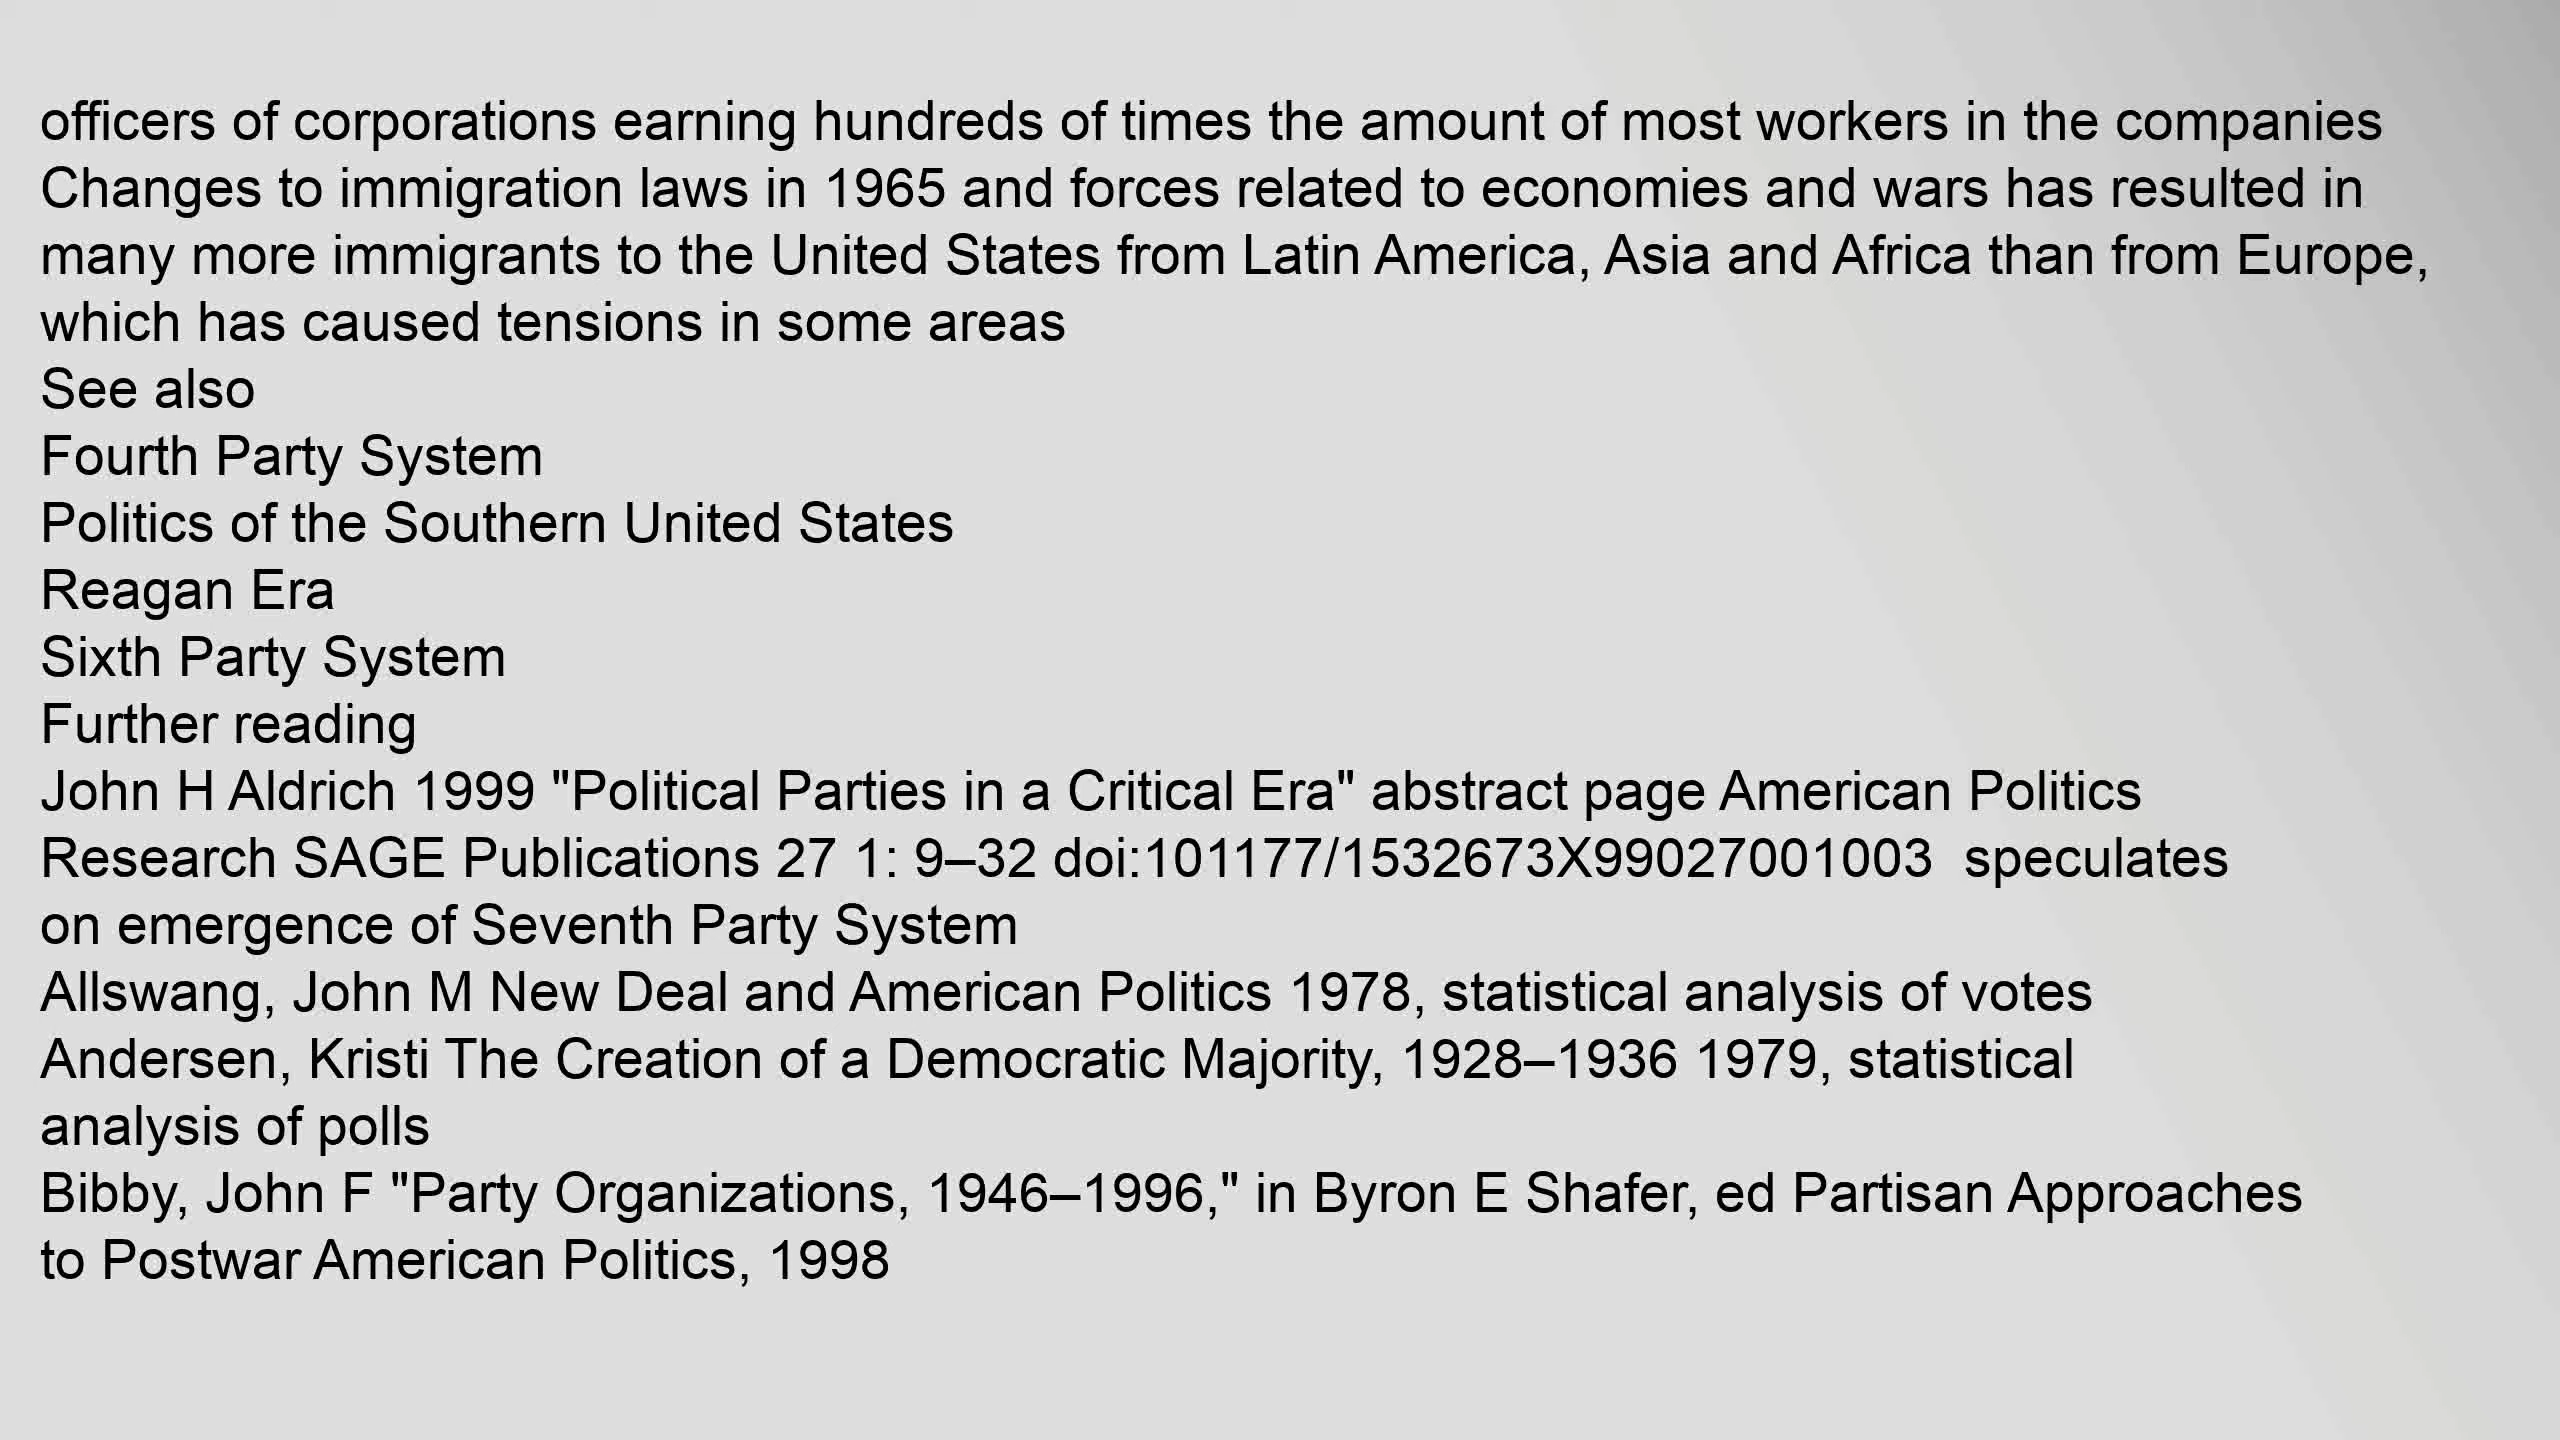 officers of corporations earning hundreds of times the amount of most workers in the companies
Changes to immigration laws in 1965 and forces related to economies and wars has resulted in
many more immigrants to the United States from Latin America, Asia and Africa than from Europe,
which has caused tensions in some areas
See also
Fourth Party System
Politics of the Southern United States
Reagan Era
Sixth Party System
Further reading
John H Aldrich 1999 "Political Parties in a Critical Era" abstract page American Politics
Research SAGE Publications 27 1: 9–32 doi:101177/1532673X99027001003  speculates
on emergence of Seventh Party System
Allswang, John M New Deal and American Politics 1978, statistical analysis of votes
Andersen, Kristi The Creation of a Democratic Majority, 1928–1936 1979, statistical
analysis of polls
Bibby, John F "Party Organizations, 1946–1996," in Byron E Shafer, ed Partisan Approaches
to Postwar American Politics, 1998